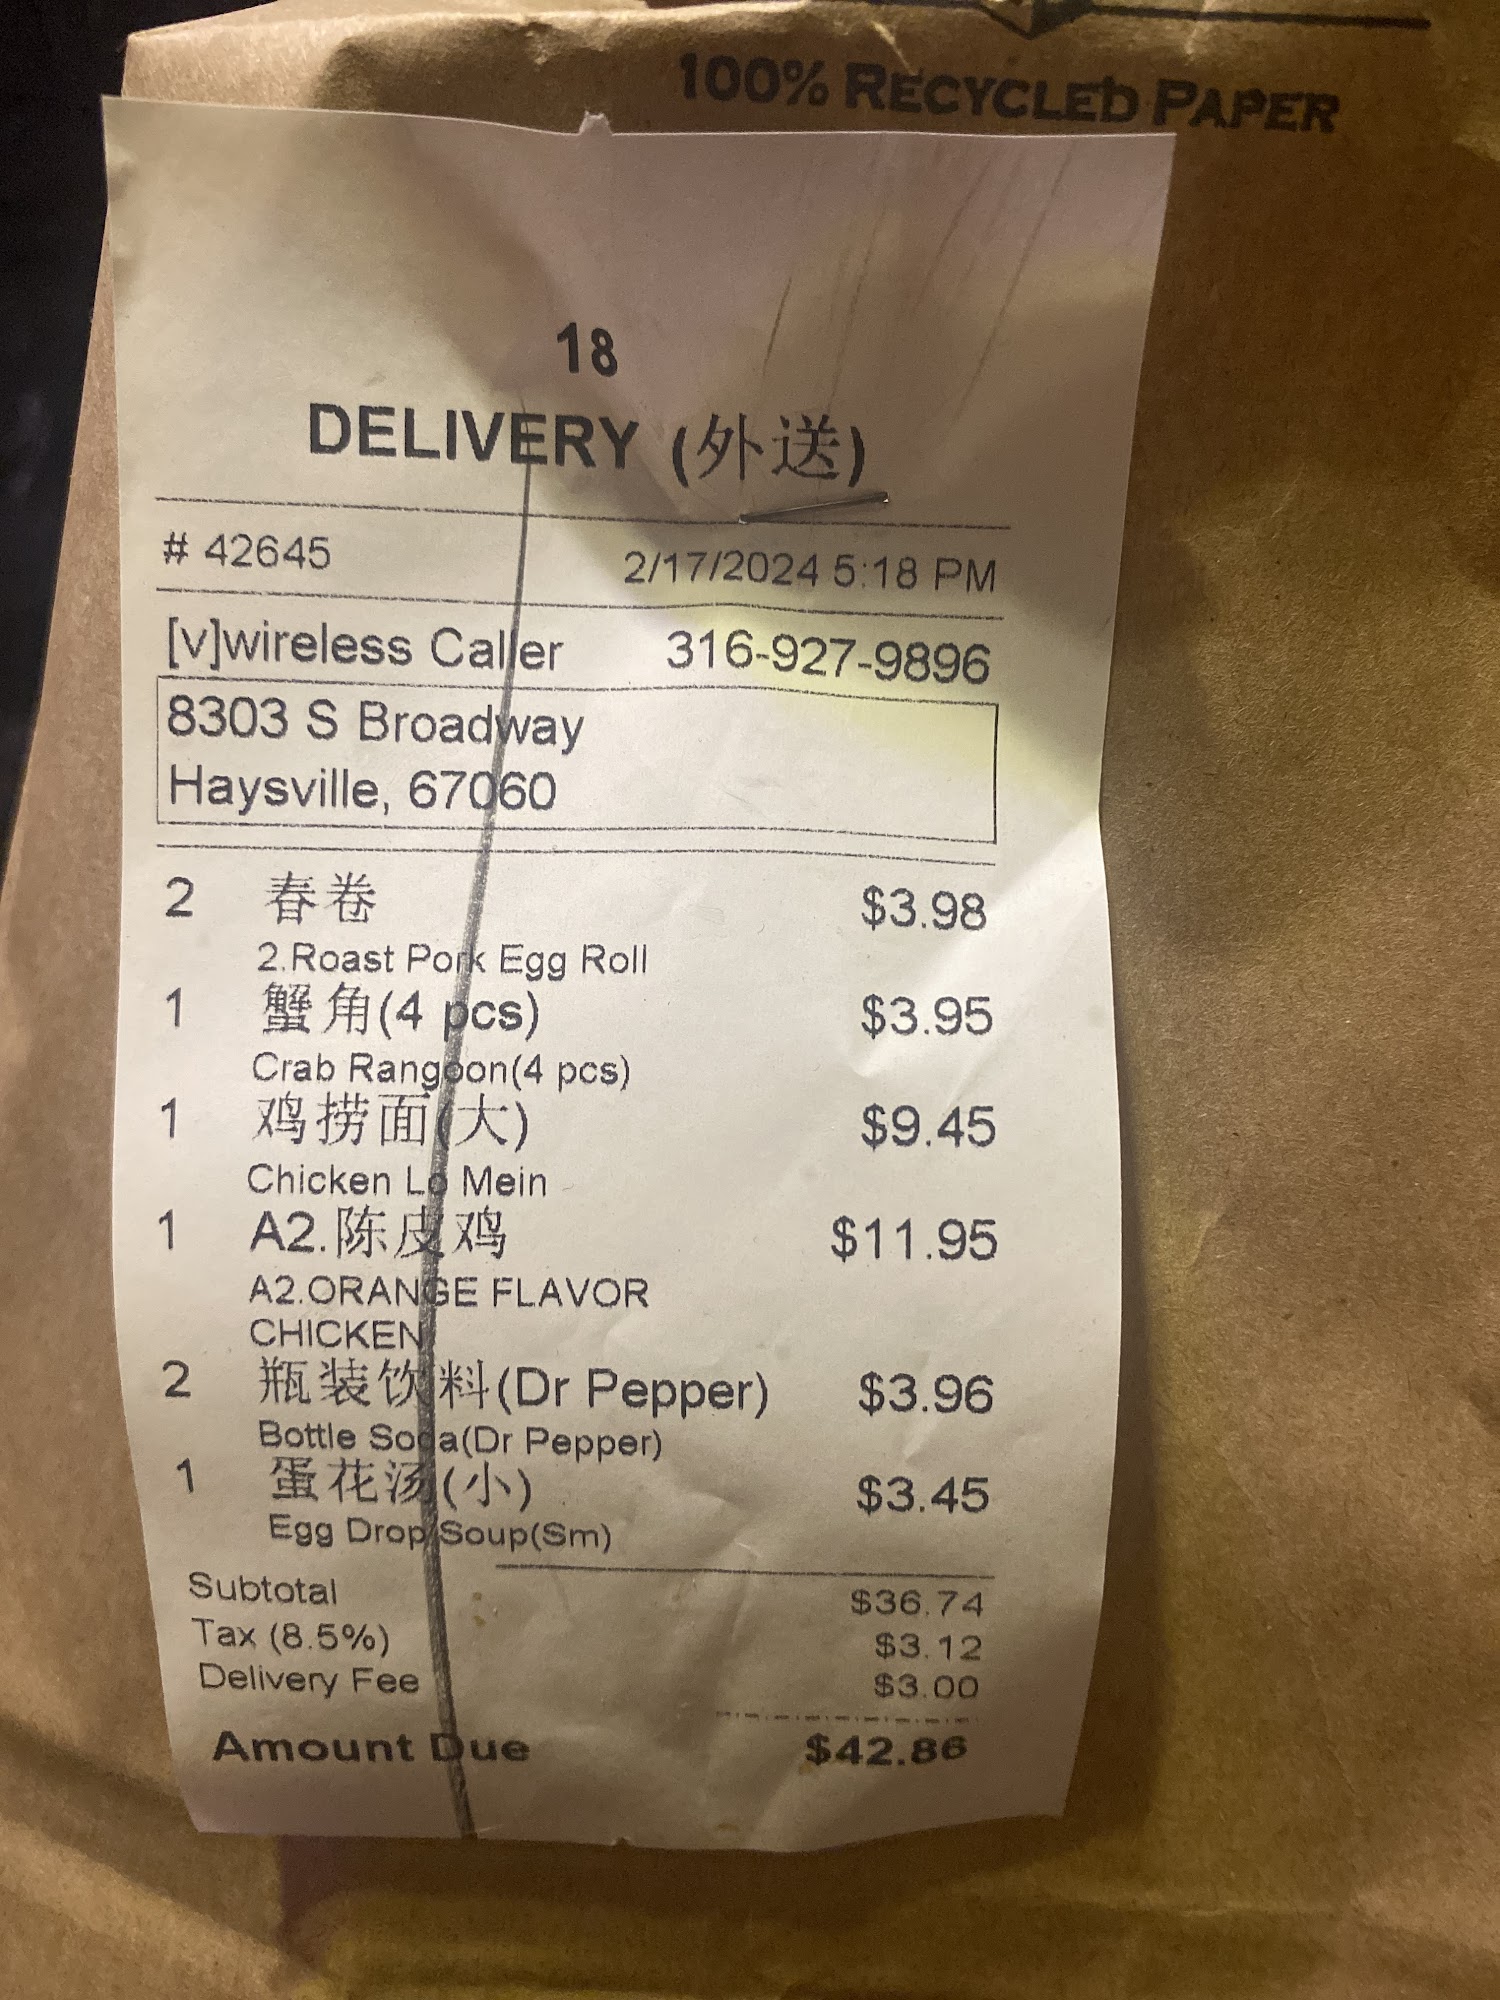 100% RECYCLED PAPER
18
DELIVERY (外送)
# 42645 2/17/2024 5:18 PM
[v]wireless Caller 316-927-9896
8303 S Broadway
Haysville, 67060
2 春卷 $3.98
2.Roast Pork Egg Roll
1 蟹角(4 pcs) $3.95
Crab Rangoon(4 pcs)
1 鸡捞面(大) $9.45
Chicken Lo Mein
1 A2.陈皮鸡 $11.95
A2.ORANGE FLAVOR
CHICKEN
2 瓶装饮料(Dr Pepper) $3.96
Bottle Soda(Dr Pepper)
1 蛋花汤(小) $3.45
Egg Drop Soup(Sm)
Subtotal $36.74
Tax (8.5%) $3.12
Delivery Fee $3.00
Amount Due $42.86